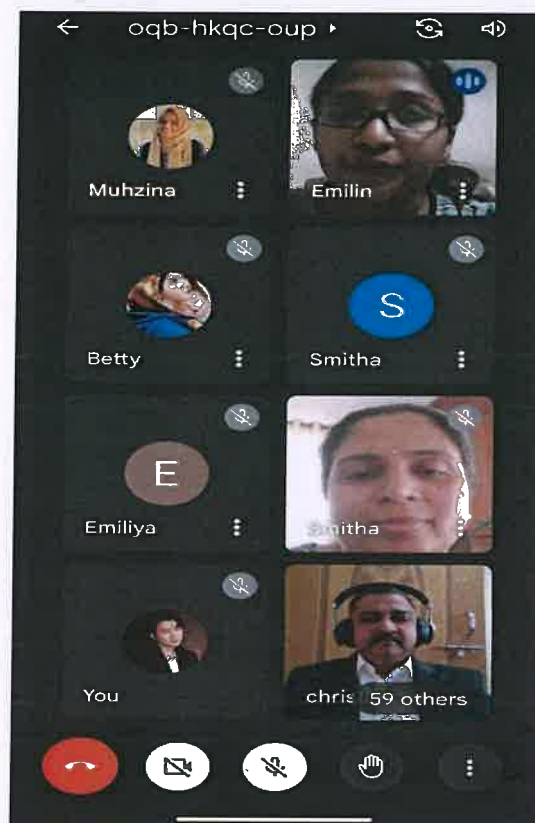 oqb-hkqc-oup
Muhzina
Emilin
Betty
S
Smitha
E
Emiliya
Smitha
You
chris
59 others